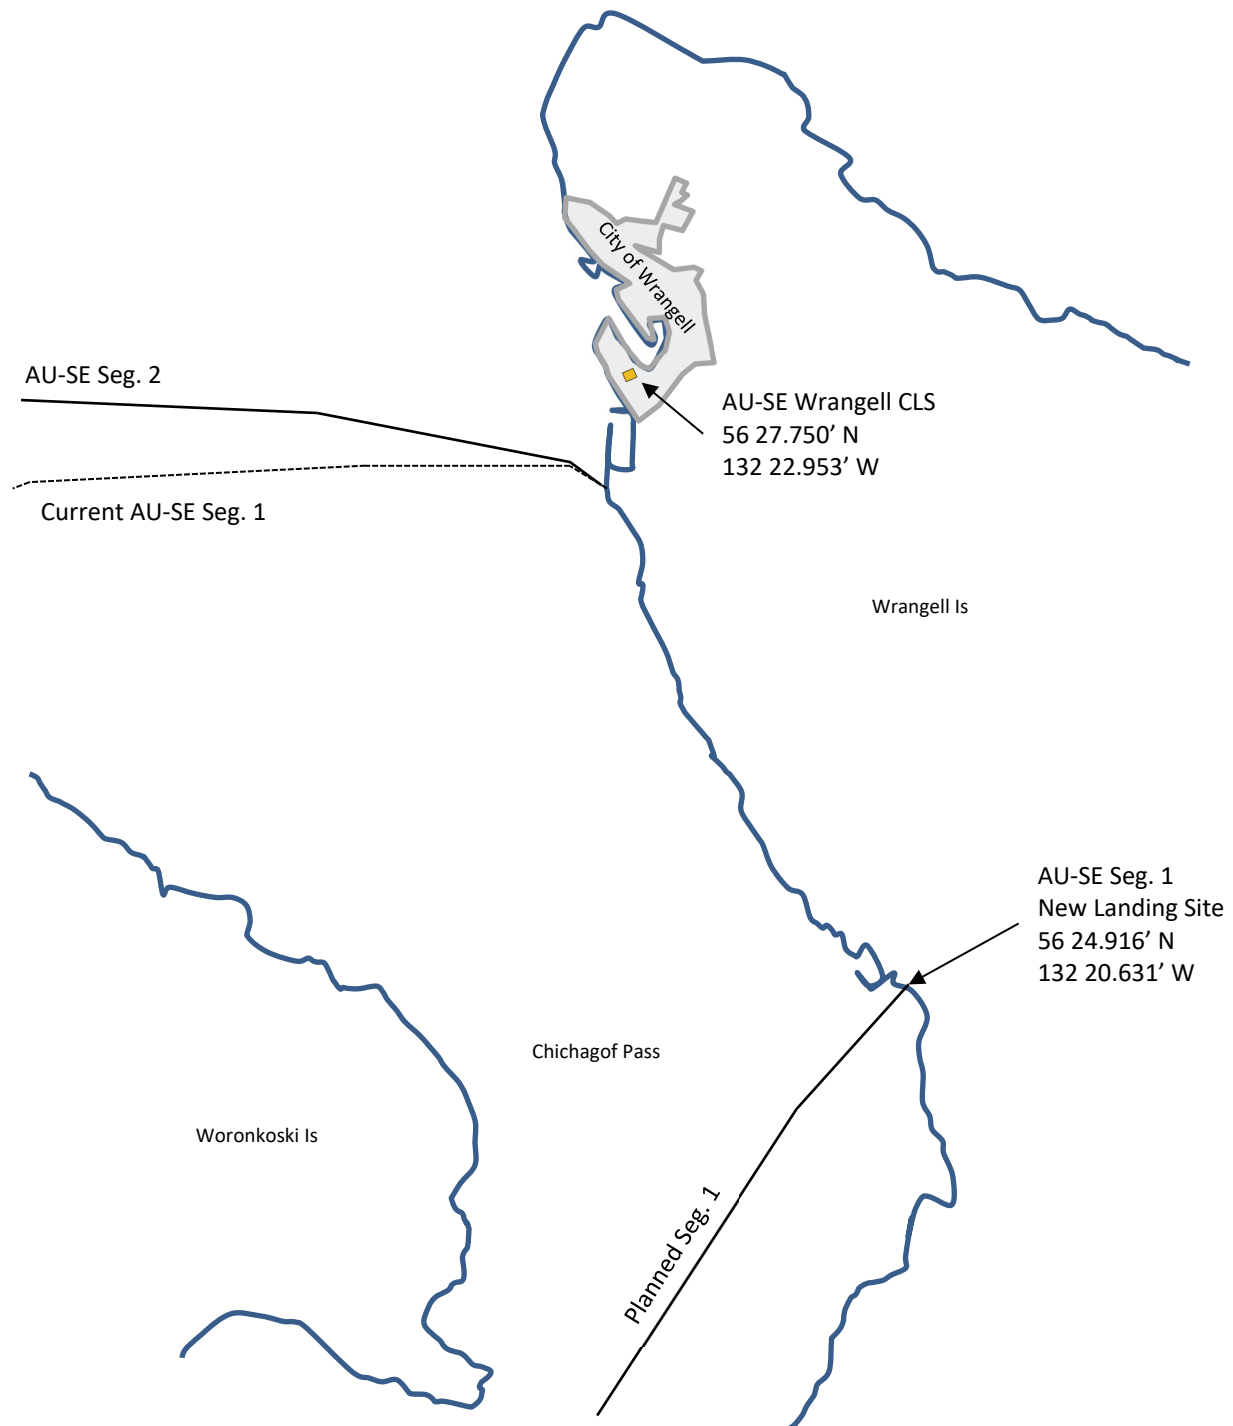 City of Wrangell
AU-SE Seg. 2
AU-SE Wrangell CLS
56 27.750’ N
132 22.953’ W
Current AU-SE Seg. 1
Wrangell Is
AU-SE Seg. 1
New Landing Site
56 24.916’ N
132 20.631’ W
Chichagof Pass
Woronkoski Is
Planned Seg. 1